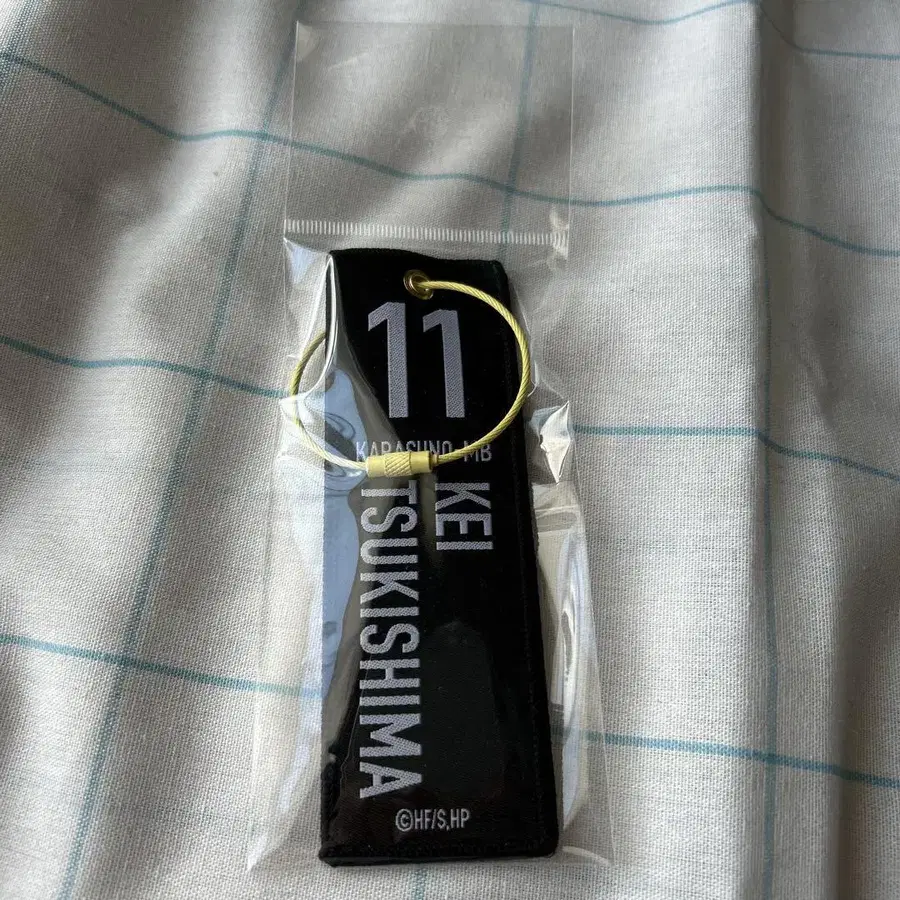 11
KARASUNO MB
KEI
TSUKISHIMA
©HF/S,HP